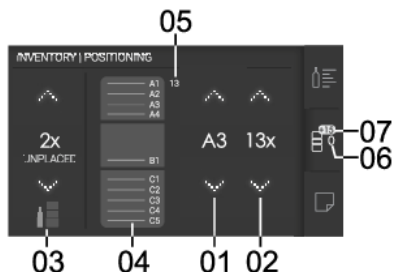 05
INVENTORY | POSITIONING
A1 13
A2
A3
A4
2x
UNPLACED
A3
13x
B1
C1
C2
C3
C4
C5
07
06
03
04
01
02